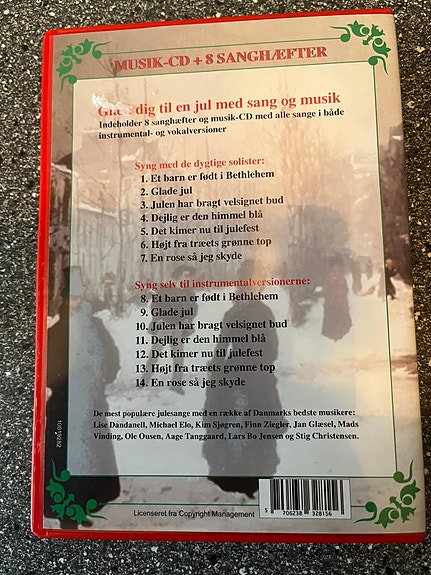 MUSIK-CD + 8 SANGHÆFTER
dig til en jul med sang og musik
Indeholder 8 sanghæfter og musik-CD med alle sange i både
instrumental- og vokalversioner
Syng med de dygtige solister:
1. Et barn er født i Bethlehem
2. Glade jul
3. Julen har bragt velsignet bud
4. Dejlig er den himmel blå
5. Det kimer nu til julefest
6. Højt fra træets grønne top
7. En rose så jeg skyde
Syng selv til instrumentalversionerne:
8. Et barn er født i Bethlehem
9. Glade jul
10. Julen har bragt velsignet bud
11. Dejlig er den himmel blå
12. Det kimer nu til julefest
13. Højt fra træets grønne top
14. En rose så jeg skyde
De mest populære julesange med en række af Danmarks bedste musikere:
Lise Dandanell, Michael Elo, Kim Sjøgren, Finn Ziegler, Jan Glæsel, Mads
Vinding, Ole Ousen, Aage Tanggaard, Lars Bo Jensen og Stig Christensen.
Licenseret fra Copyright Management
5 706238 328156